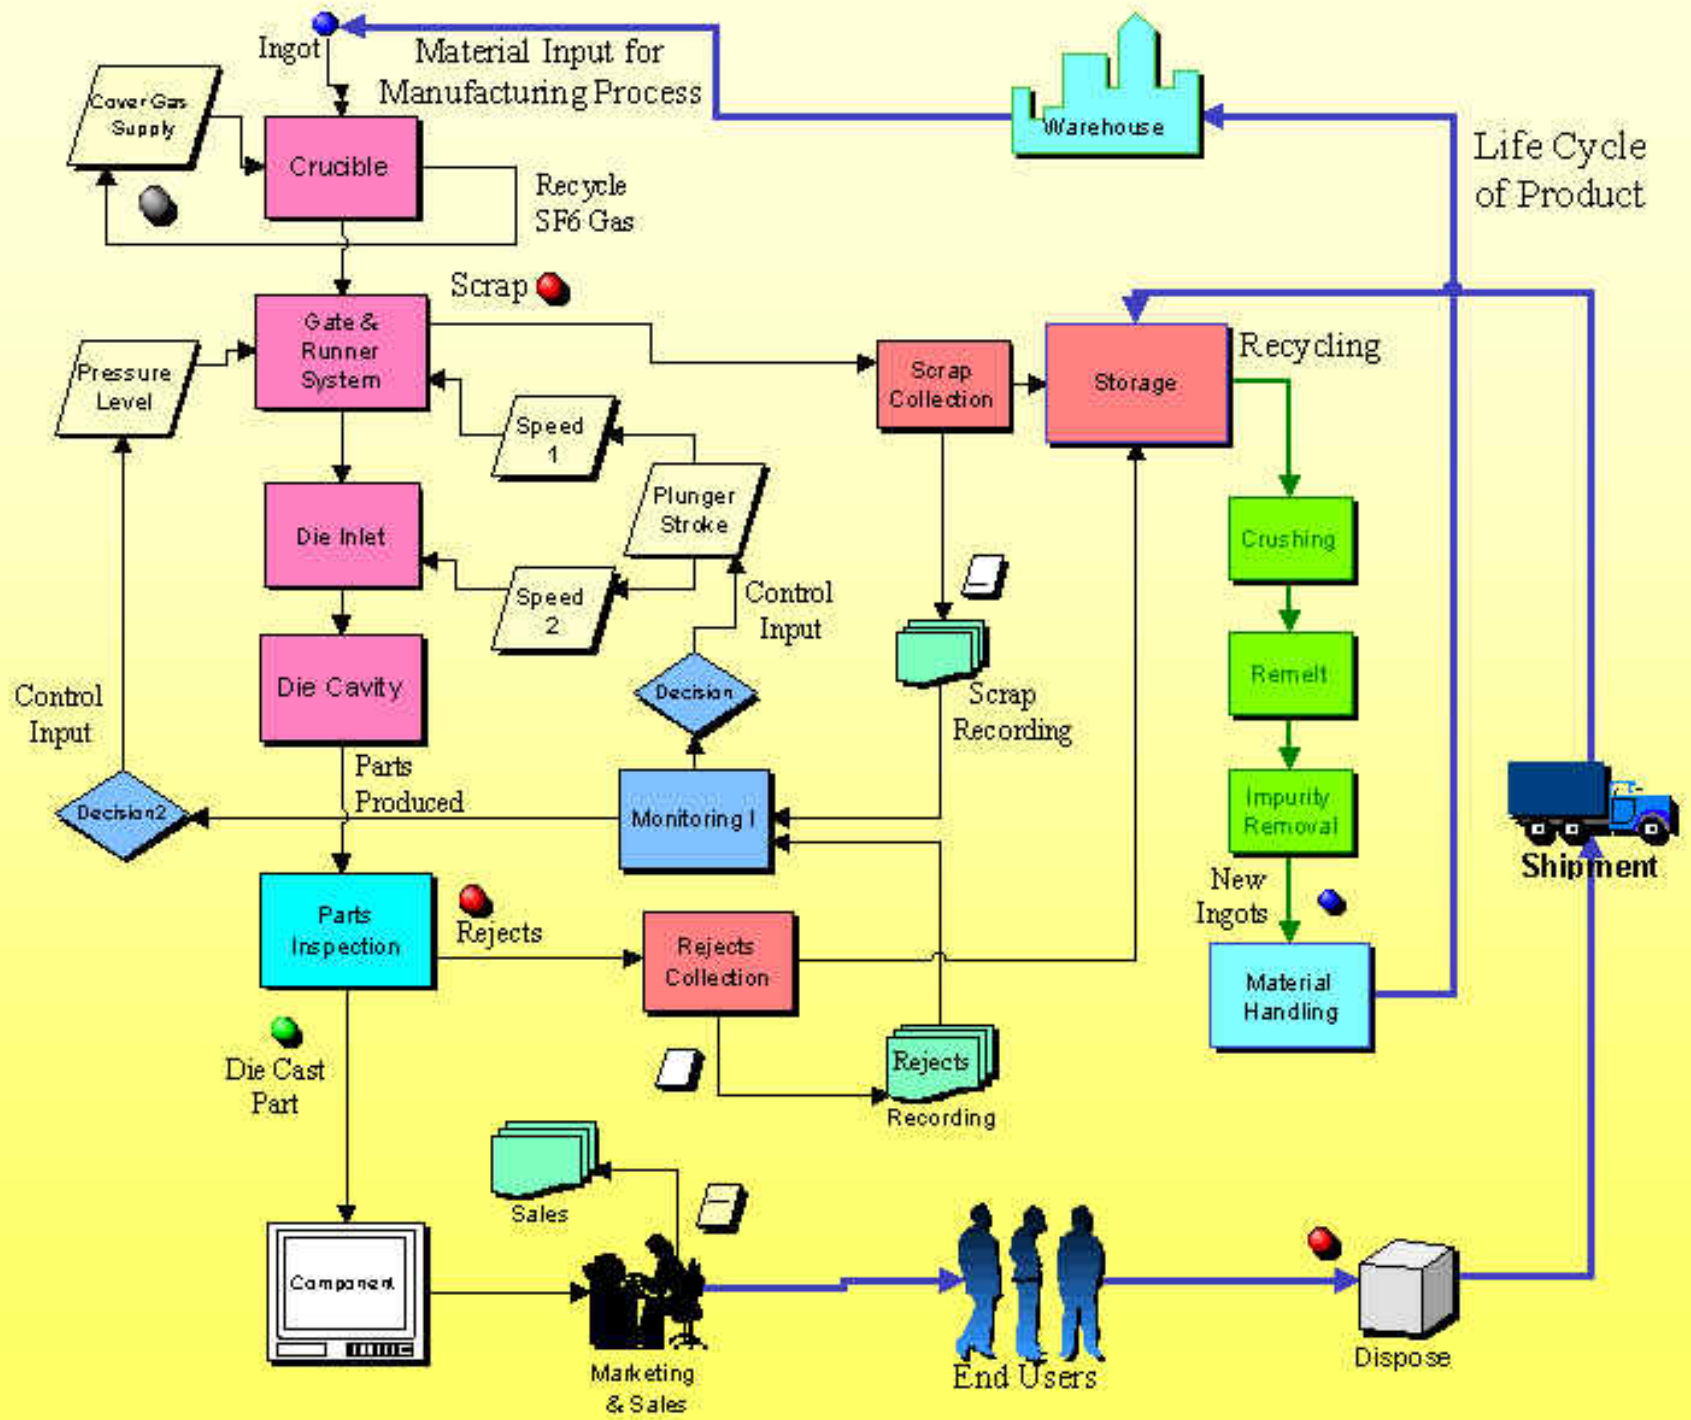 Ingot
Material Input for
Manufacturing Process
Cover Gas
Supply
Crucible
Warehouse
Life Cycle
of Product
Recycle
SF6 Gas
Scrap
Gate &
Runner
System
Pressure
Level
Speed
1
Plunger
Stroke
Scrap
Collection
Storage
Recycling
Die Inlet
Speed
2
Control
Input
Crushing
Die Cavity
Decision
Scrap
Recording
Remelt
Control
Input
Parts
Produced
Decision2
Monitoring I
Impurity
Removal
Shipment
New
Ingots
Parts
Inspection
Rejects
Rejects
Collection
Material
Handling
Die Cast
Part
Rejects
Recording
Sales
Component
Marketing
& Sales
End Users
Dispose